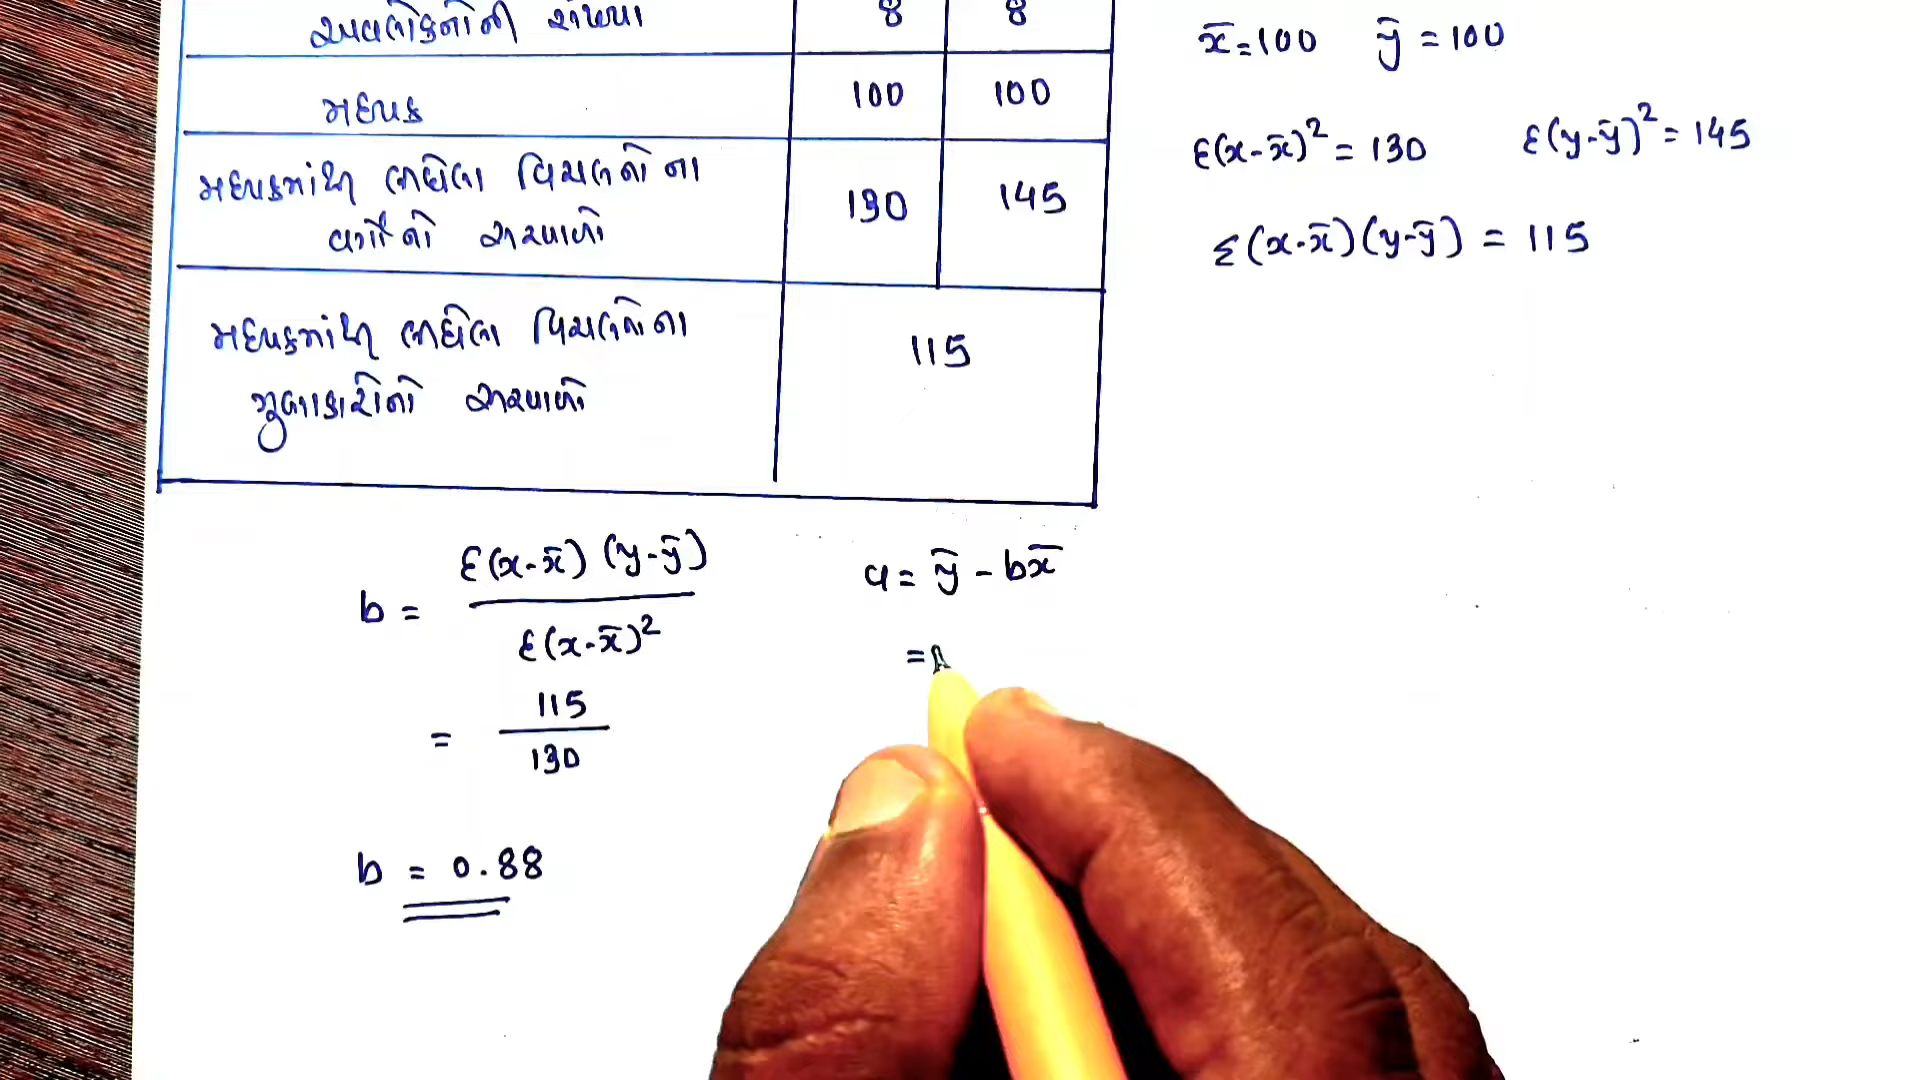 અવલોકનોની સંખ્યા 8 8
મધ્યક 100 100
મધ્યકમાંથી લીધેલા વિચલનોના વર્ગોનો સરવાળો 130 145
મધ્યકમાંથી લીધેલા વિચલનોના ગુણાકારોનો સરવાળો 115
x̄ = 100 ȳ = 100
Σ(x-x̄)² = 130 Σ(y-ȳ)² = 145
Σ(x-x̄)(y-ȳ) = 115
b = Σ(x-x̄)(y-ȳ) / Σ(x-x̄)²
= 115 / 130
b = 0.88
a = ȳ - bx̄
=